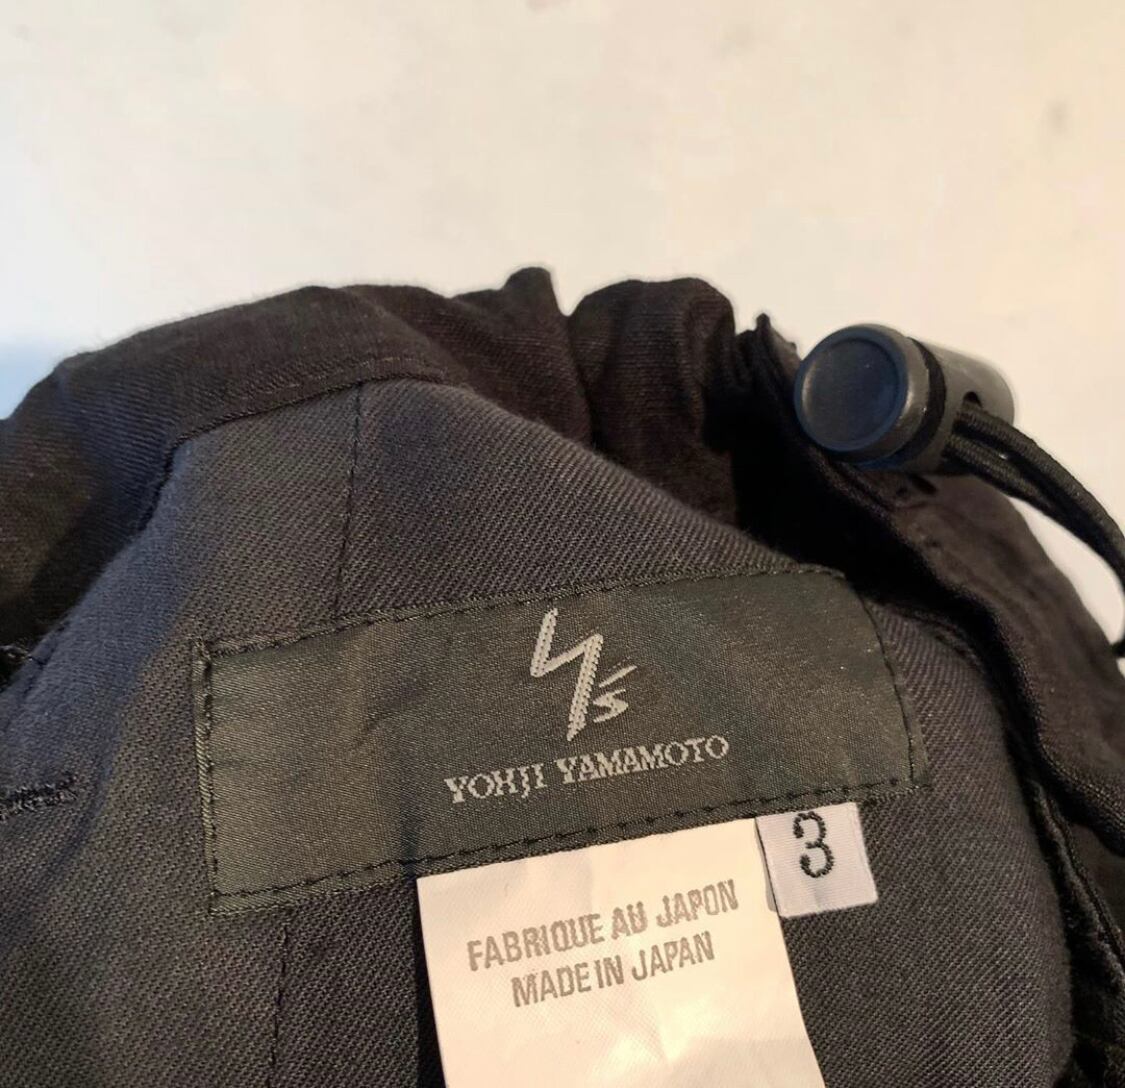 Y's
YOHJI YAMAMOTO
3
FABRIQUE AU JAPON
MADE IN JAPAN